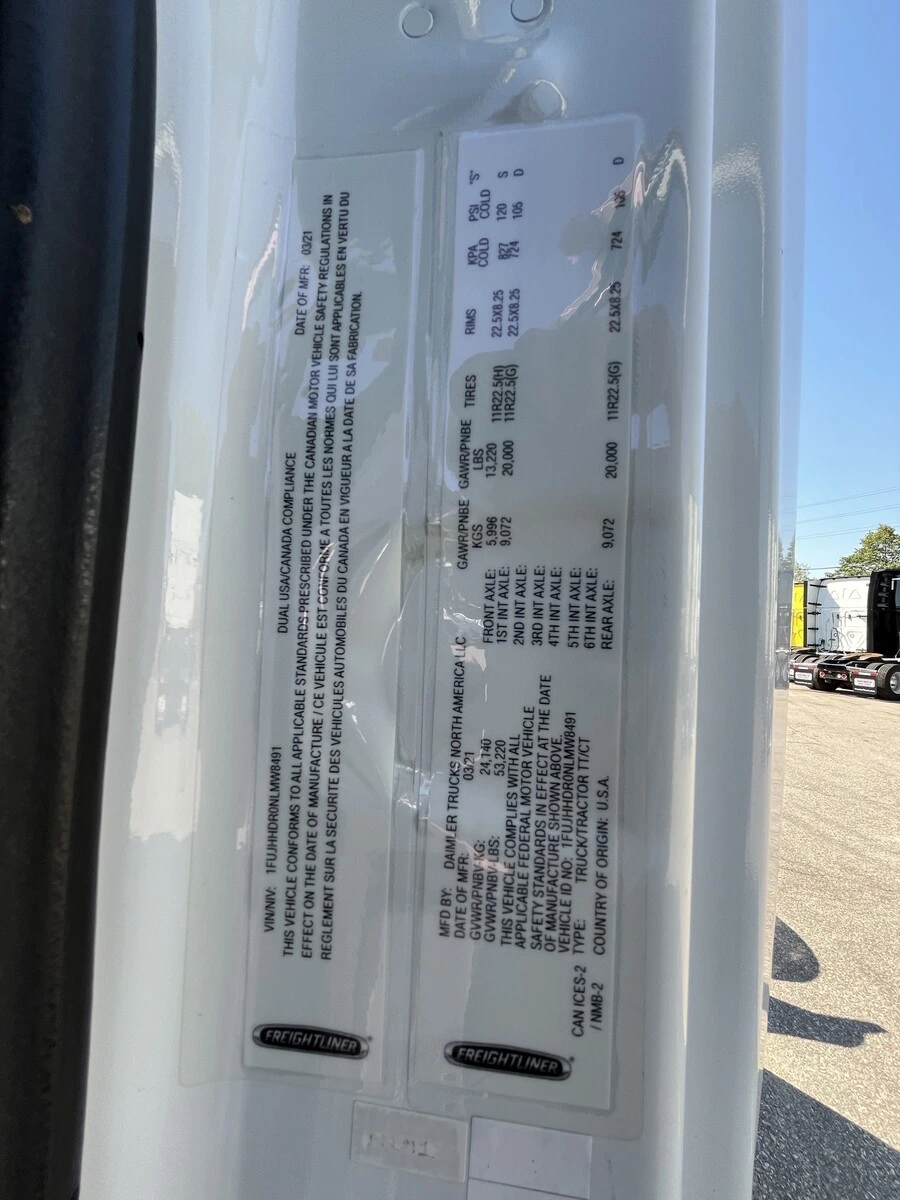 VIN/NIV: 1FUJHHDR0NLMW8491 DUAL USA/CANADA COMPLIANCE DATE OF MFR: 03/21
THIS VEHICLE CONFORMS TO ALL APPLICABLE STANDARDS PRESCRIBED UNDER THE CANADIAN MOTOR VEHICLE SAFETY REGULATIONS IN
EFFECT ON THE DATE OF MANUFACTURE / CE VEHICULE EST CONFORME A TOUTES LES NORMES QUI LUI SONT APPLICABLES EN VERTU DU
REGLEMENT SUR LA SECURITE DES VEHICULES AUTOMOBILES DU CANADA EN VIGUEUR A LA DATE DE SA FABRICATION.
FREIGHTLINER
MFD BY: DAIMLER TRUCKS NORTH AMERICA LLC
DATE OF MFR: 03/21
GVWR/PNBV-KG: 24,140
GVWR/PNBV-LBS: 53,220
THIS VEHICLE COMPLIES WITH ALL
APPLICABLE FEDERAL MOTOR VEHICLE
SAFETY STANDARDS IN EFFECT AT THE DATE
OF MANUFACTURE SHOWN ABOVE.
VEHICLE ID NO: 1FUJHHDR0NLMW8491
TYPE: TRUCK/TRACTOR TT/CT
COUNTRY OF ORIGIN: U.S.A.
CAN ICES-2
/ NMB-2
FREIGHTLINER
GAWR/PNBE GAWR/PNBE TIRES RIMS KPA PSI "S"
KGS LBS COLD COLD
FRONT AXLE: 5,996 13,220 11R22.5(H) 22.5X8.25 827 120 S
1ST INT AXLE: 9,072 20,000 11R22.5(G) 22.5X8.25 724 105 D
2ND INT AXLE:
3RD INT AXLE:
4TH INT AXLE:
5TH INT AXLE:
6TH INT AXLE:
REAR AXLE: 9,072 20,000 11R22.5(G) 22.5X8.25 724 105 D